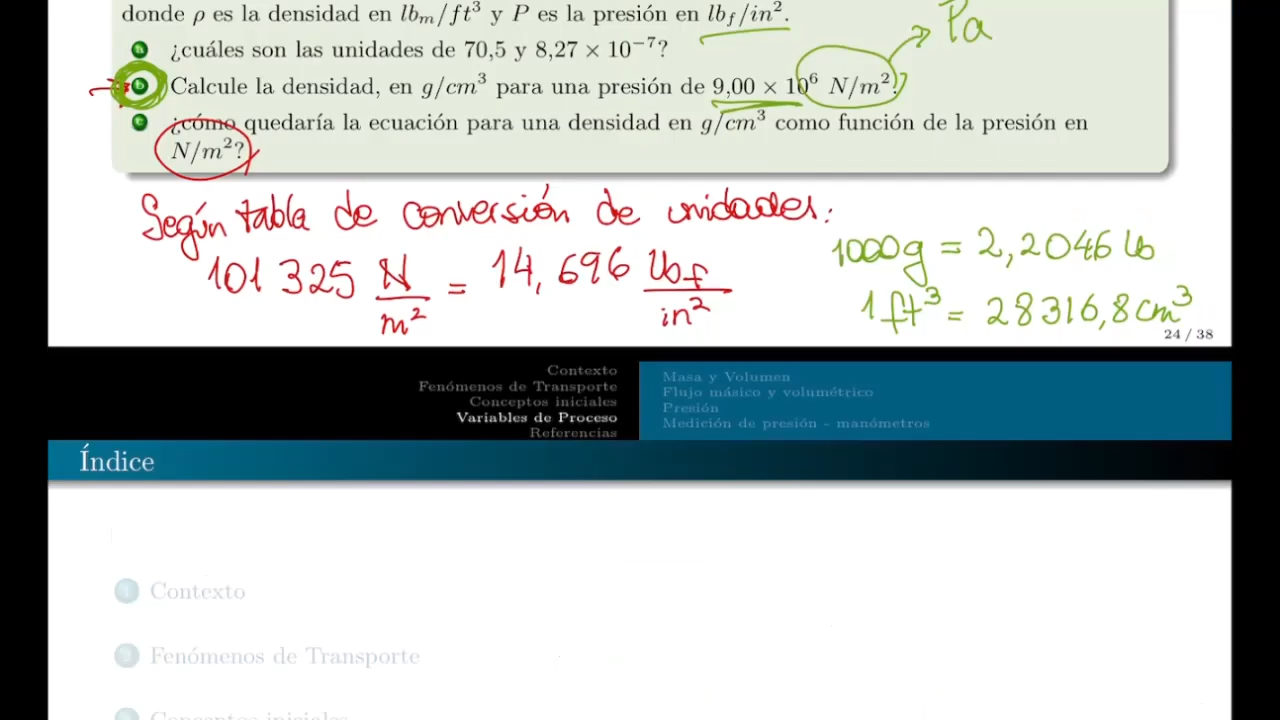 donde ρ es la densidad en lbₘ/ft³ y P es la presión en lb_f/in².
Pa
a ¿cuáles son las unidades de 70,5 y 8,27 × 10⁻⁷?
b Calcule la densidad, en g/cm³ para una presión de 9,00 × 10⁶ N/m²?
c ¿cómo quedaría la ecuación para una densidad en g/cm³ como función de la presión en
N/m²?
Según tabla de conversión de unidades:
101 325 N/m² = 14,696 lbf/in²
1000g = 2,2046 lb
1 ft³ = 28316,8 cm³
24 / 38
Contexto
Fenómenos de Transporte
Conceptos iniciales
Variables de Proceso
Referencias
Masa y Volumen
Flujo másico y volumétrico
Presión
Medición de presión - manómetros
Índice
1 Contexto
2 Fenómenos de Transporte
Conceptos iniciales